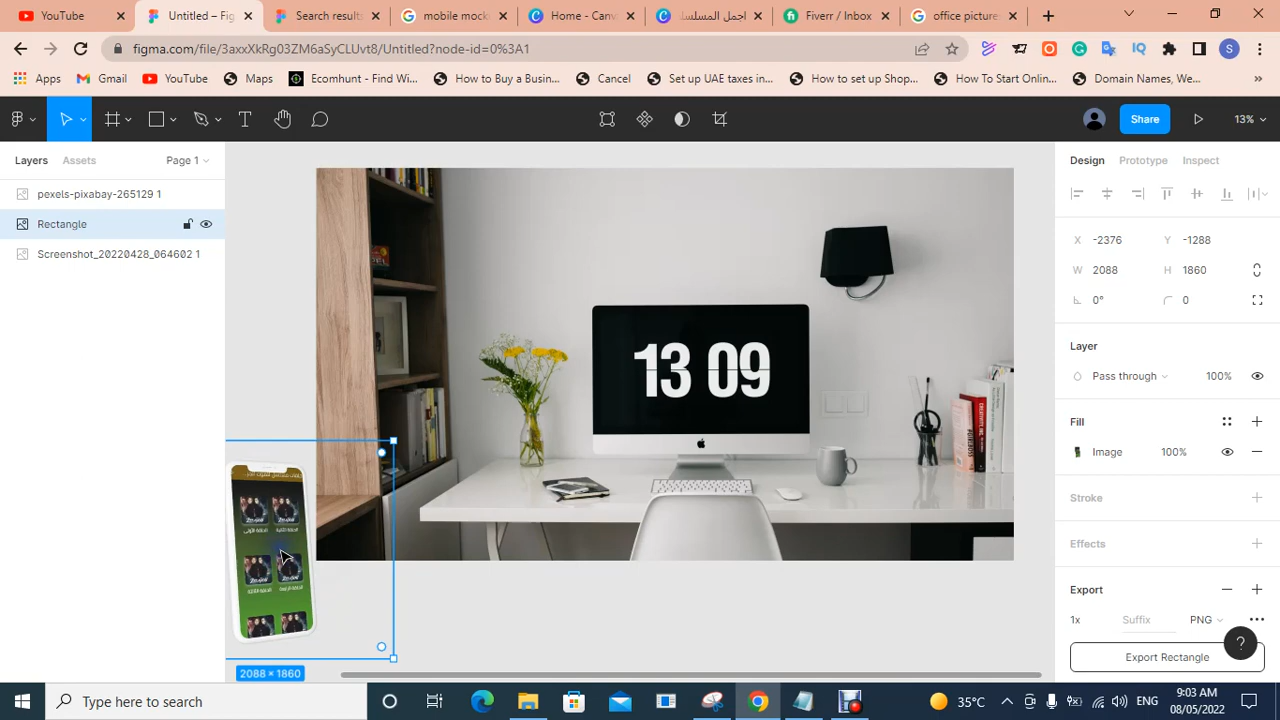 YouTube
Untitled – Fig
Search results
mobile mock
Home - Canv
اجمل المسلسلا
Fiverr / Inbox
office picture
figma.com/file/3axxXkRg03ZM6aSyCLUvt8/Untitled?node-id=0%3A1
Apps
Gmail
YouTube
Maps
Ecomhunt - Find Wi...
How to Buy a Busin...
Cancel
Set up UAE taxes in...
How to set up Shop...
How To Start Onlin...
Domain Names, We...
Share
13%
Layers
Assets
Page 1
Design
Prototype
Inspect
pexels-pixabay-265129 1
Rectangle
Screenshot_20220428_064602 1
X -2376
Y -1288
W 2088
H 1860
0°
0
Layer
Pass through
100%
Fill
Image
100%
Stroke
Effects
Export
1x
Suffix
PNG
Export Rectangle
?
13 09
2088 × 1860
Type here to search
35°C
ENG
9:03 AM
08/05/2022